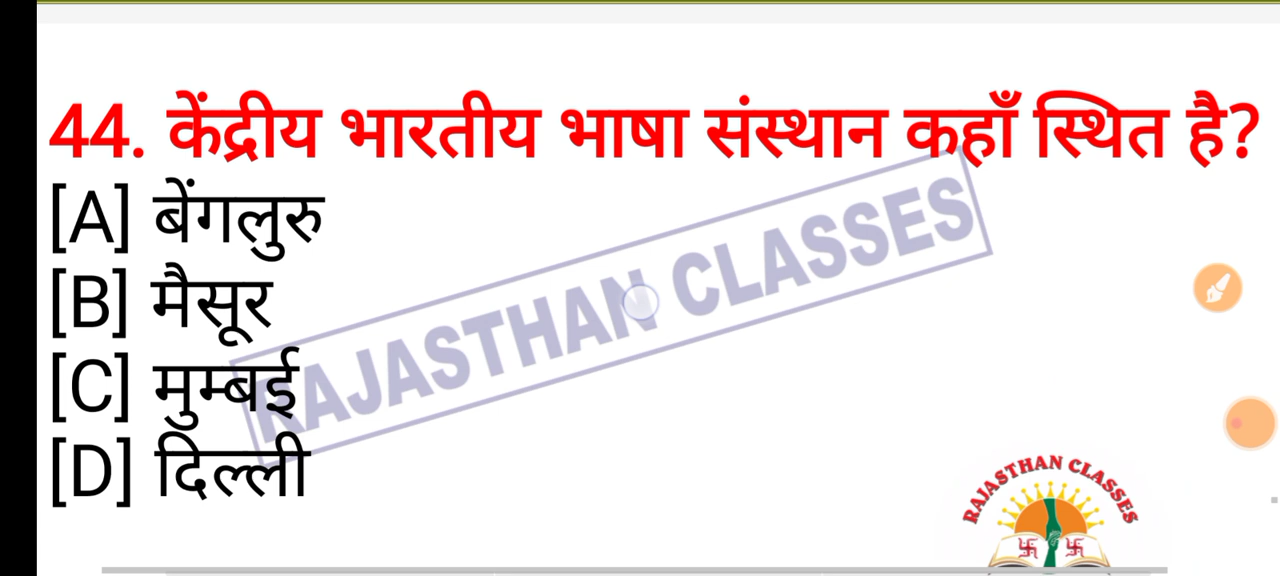 44. केंद्रीय भारतीय भाषा संस्थान कहाँ स्थित है?
[A] बेंगलुरु
[B] मैसूर
[C] मुम्बई
[D] दिल्ली
RAJASTHAN CLASSES
RAJASTHAN CLASSES